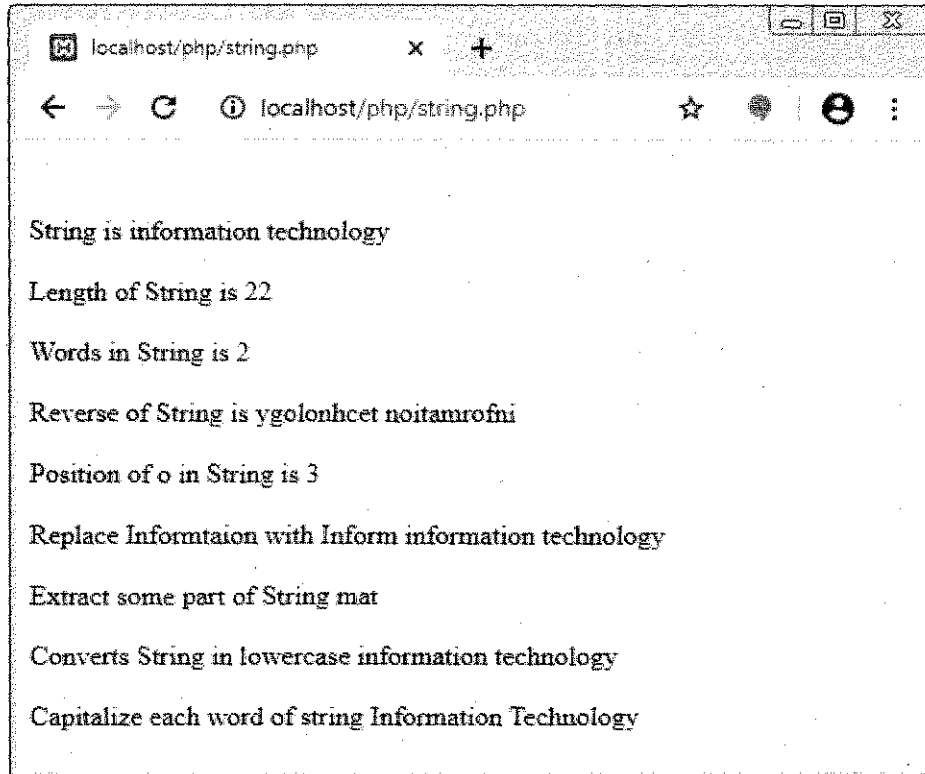 localhost/php/string.php
localhost/php/string.php
String is information technology
Length of String is 22
Words in String is 2
Reverse of String is ygolonhcet noitamrofni
Position of o in String is 3
Replace Informtaion with Inform information technology
Extract some part of String mat
Converts String in lowercase information technology
Capitalize each word of string Information Technology